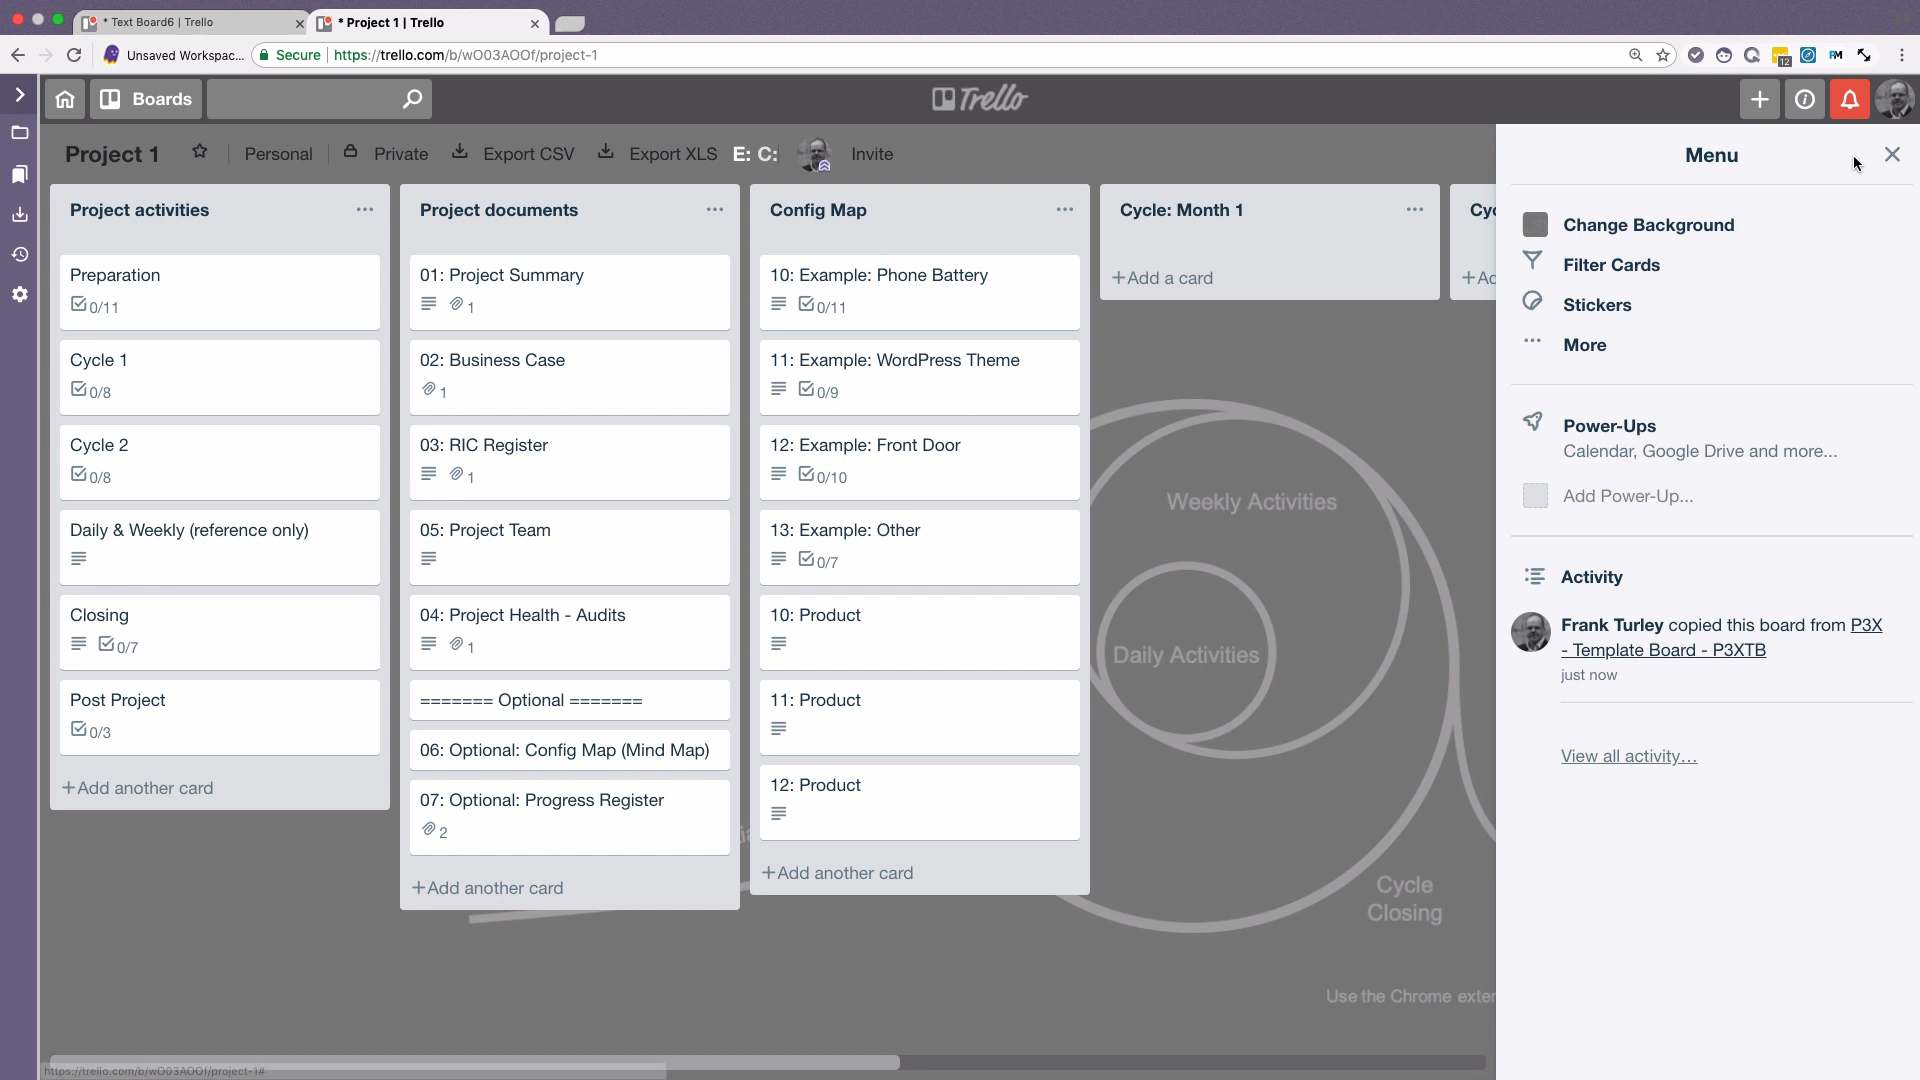 * Text Board6 | Trello
* Project 1 | Trello
Unsaved Workspac...
Secure
https://trello.com/b/wO03AOOf/project-1
12
PM
Boards
Trello
Project 1
Personal
Private
Export CSV
Export XLS
E: C:
Invite
Project activities
Preparation
0/11
Cycle 1
0/8
Cycle 2
0/8
Daily & Weekly (reference only)
Closing
0/7
Post Project
0/3
+Add another card
Project documents
01: Project Summary
1
02: Business Case
1
03: RIC Register
1
05: Project Team
04: Project Health - Audits
1
======= Optional =======
06: Optional: Config Map (Mind Map)
07: Optional: Progress Register
2
+Add another card
Config Map
10: Example: Phone Battery
0/11
11: Example: WordPress Theme
0/9
12: Example: Front Door
0/10
13: Example: Other
0/7
10: Product
11: Product
12: Product
+Add another card
Cycle: Month 1
+Add a card
Cyc
+Ac
Weekly Activities
Daily Activities
Cycle
Closing
Use the Chrome exten
Menu
Change Background
Filter Cards
Stickers
More
Power-Ups
Calendar, Google Drive and more...
Add Power-Up...
Activity
Frank Turley copied this board from P3X
- Template Board - P3XTB
just now
View all activity...
https://trello.com/b/wO03AOOf/project-1#